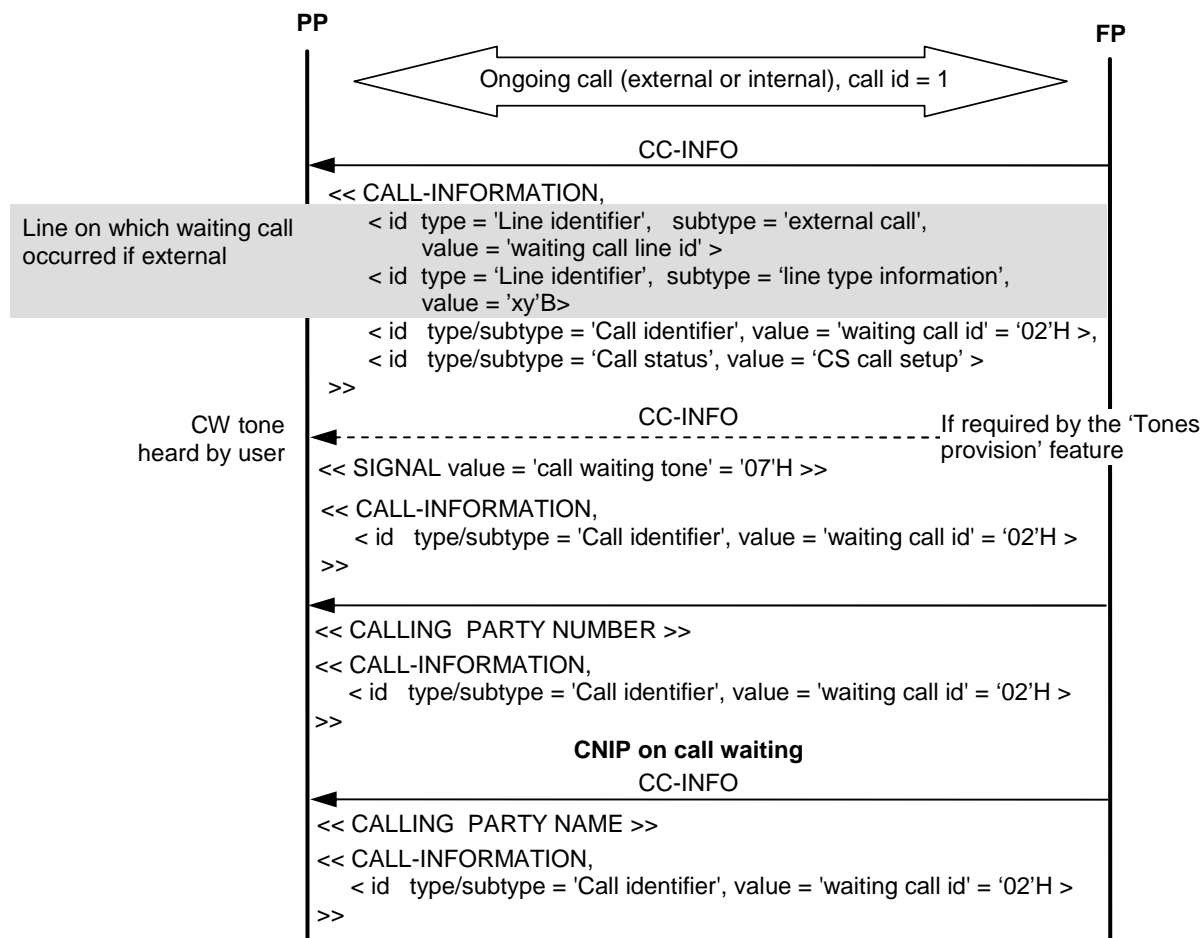 PP
FP
Ongoing call (external or internal), call id = 1
CC-INFO
<< CALL-INFORMATION,
Line on which waiting call
occurred if external
< id type = 'Line identifier', subtype = 'external call',
value = 'waiting call line id' >
< id type = ‘Line identifier’, subtype = ‘line type information’,
value = ’xy’B>
< id type/subtype = 'Call identifier', value = 'waiting call id' = ‘02’H >,
< id type/subtype = ‘Call status’, value = ‘CS call setup’ >
>>
CC-INFO
CW tone
heard by user
If required by the ‘Tones
provision’ feature
<< SIGNAL value = 'call waiting tone' = '07'H >>
<< CALL-INFORMATION,
< id type/subtype = 'Call identifier', value = 'waiting call id' = ‘02’H >
>>
<< CALLING PARTY NUMBER >>
<< CALL-INFORMATION,
< id type/subtype = 'Call identifier', value = 'waiting call id' = ‘02’H >
>>
CNIP on call waiting
CC-INFO
<< CALLING PARTY NAME >>
<< CALL-INFORMATION,
< id type/subtype = 'Call identifier', value = 'waiting call id' = ‘02’H >
>>